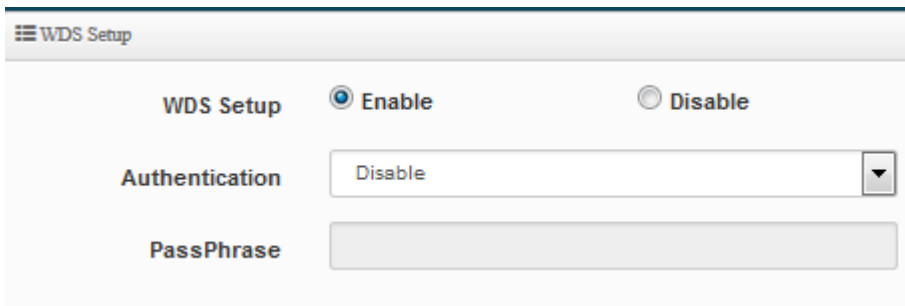 WDS Setup
WDS Setup Enable Disable
Authentication Disable
PassPhrase